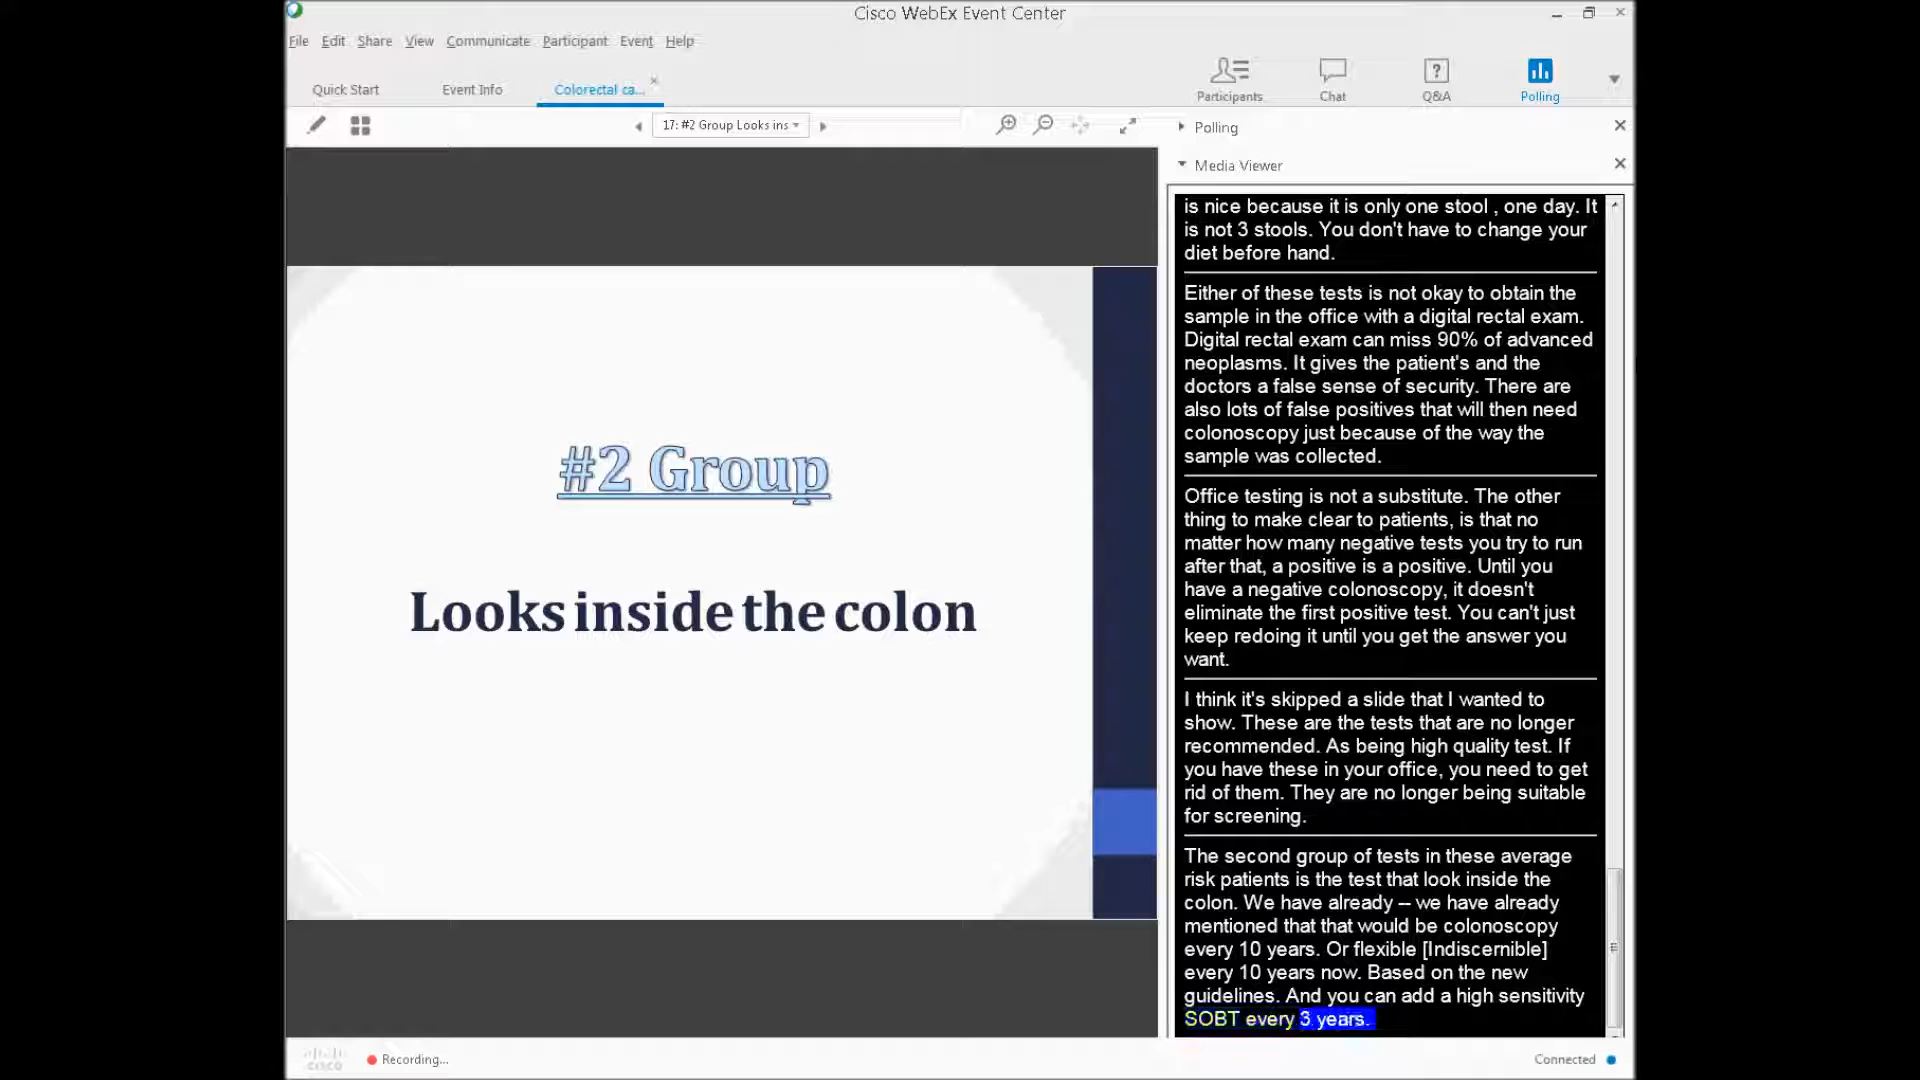 Cisco WebEx Event Center
File Edit Share View Communicate Participant Event Help
Quick Start Event Info Colorectal ca...
Participants Chat Q&A Polling
17: #2 Group Looks ins
Polling
Media Viewer
#2 Group
Looks inside the colon
is nice because it is only one stool , one day. It
is not 3 stools. You don't have to change your
diet before hand.
Either of these tests is not okay to obtain the
sample in the office with a digital rectal exam.
Digital rectal exam can miss 90% of advanced
neoplasms. It gives the patient's and the
doctors a false sense of security. There are
also lots of false positives that will then need
colonoscopy just because of the way the
sample was collected.
Office testing is not a substitute. The other
thing to make clear to patients, is that no
matter how many negative tests you try to run
after that, a positive is a positive. Until you
have a negative colonoscopy, it doesn't
eliminate the first positive test. You can't just
keep redoing it until you get the answer you
want.
I think it's skipped a slide that I wanted to
show. These are the tests that are no longer
recommended. As being high quality test. If
you have these in your office, you need to get
rid of them. They are no longer being suitable
for screening.
The second group of tests in these average
risk patients is the test that look inside the
colon. We have already -- we have already
mentioned that that would be colonoscopy
every 10 years. Or flexible [Indiscernible]
every 10 years now. Based on the new
guidelines. And you can add a high sensitivity
SOBT every 3 years.
cisco
Recording...
Connected